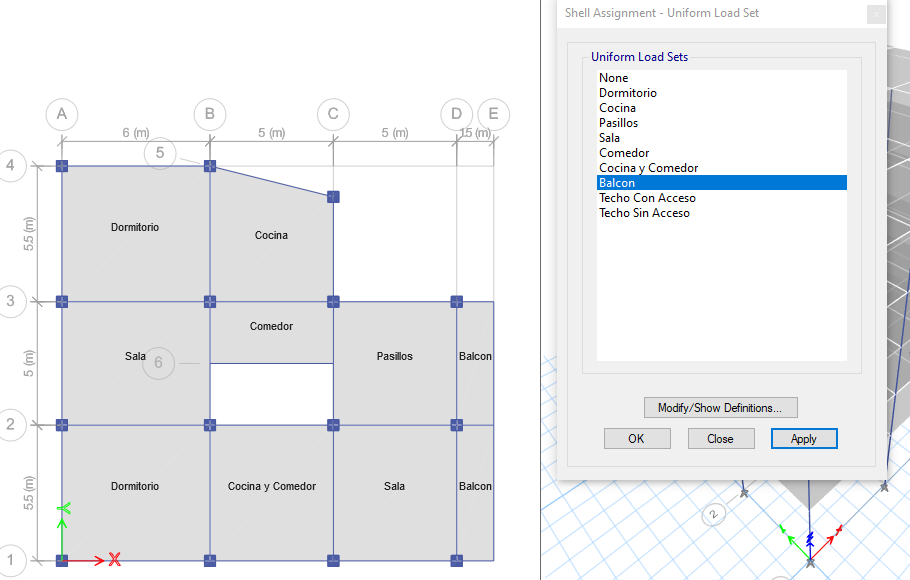 Shell Assignment - Uniform Load Set
Uniform Load Sets
None
Dormitorio
Cocina
Pasillos
Sala
Comedor
Cocina y Comedor
Balcon
Techo Con Acceso
Techo Sin Acceso
Modify/Show Definitions...
OK
Close
Apply
A
B
C
D
E
6 (m)
5 (m)
5 (m)
15 (m)
5
4
5.5 (m)
Dormitorio
Cocina
3
Comedor
5 (m)
Sala
6
Pasillos
Balcon
2
5.5 (m)
Dormitorio
Cocina y Comedor
Sala
Balcon
1
X
2